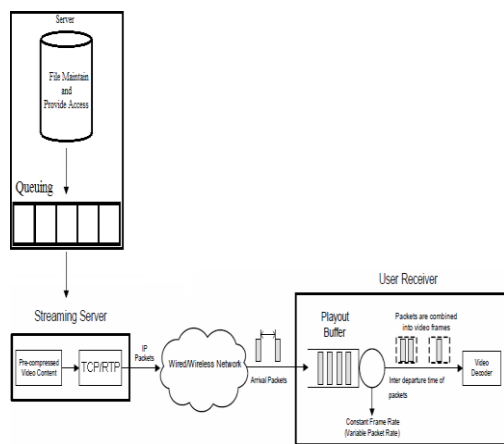 Server
File Maintain
and
Provide Access
Queuing
Streaming Server
Pre-compressed
Video Content
TCP/RTP
IP
Packets
Wired/Wireless Network
Arrival Packets
User Receiver
Playout
Buffer
Packets are combined
into video frames
Inter departure time of
packets
Video
Decoder
Constant Frame Rate
(Variable Packet Rate)